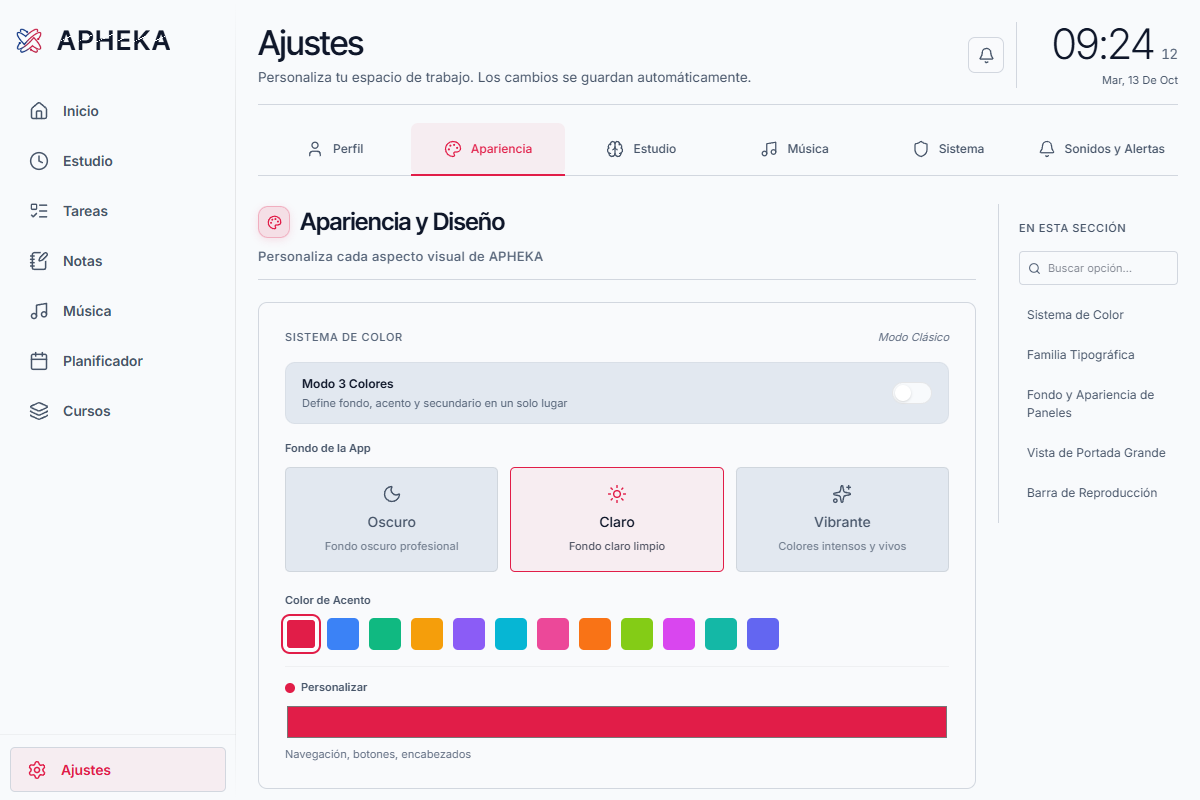 APHEKA
Inicio
Estudio
Tareas
Notas
Música
Planificador
Cursos
Ajustes
Ajustes
Personaliza tu espacio de trabajo. Los cambios se guardan automáticamente.
09:24 12
Mar, 13 De Oct
Perfil
Apariencia
Estudio
Música
Sistema
Sonidos y Alertas
Apariencia y Diseño
Personaliza cada aspecto visual de APHEKA
SISTEMA DE COLOR
Modo Clásico
Modo 3 Colores
Define fondo, acento y secundario en un solo lugar
Fondo de la App
Oscuro
Fondo oscuro profesional
Claro
Fondo claro limpio
Vibrante
Colores intensos y vivos
Color de Acento
Personalizar
Navegación, botones, encabezados
EN ESTA SECCIÓN
Buscar opción...
Sistema de Color
Familia Tipográfica
Fondo y Apariencia de
Paneles
Vista de Portada Grande
Barra de Reproducción